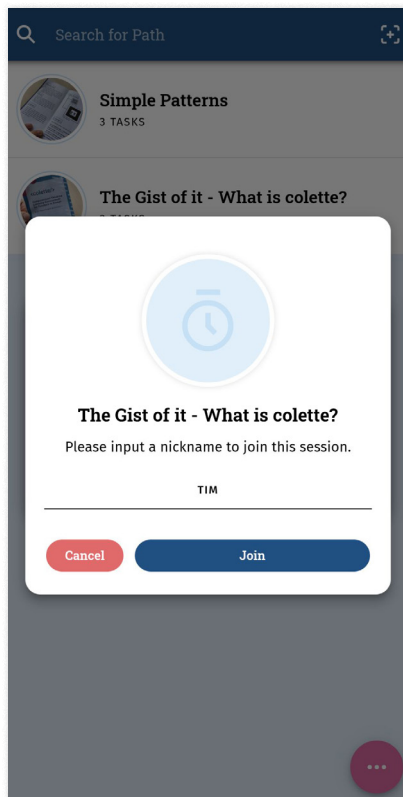 Search for Path
Simple Patterns
3 TASKS
The Gist of it - What is colette?
The Gist of it - What is colette?
Please input a nickname to join this session.
TIM
Cancel
Join